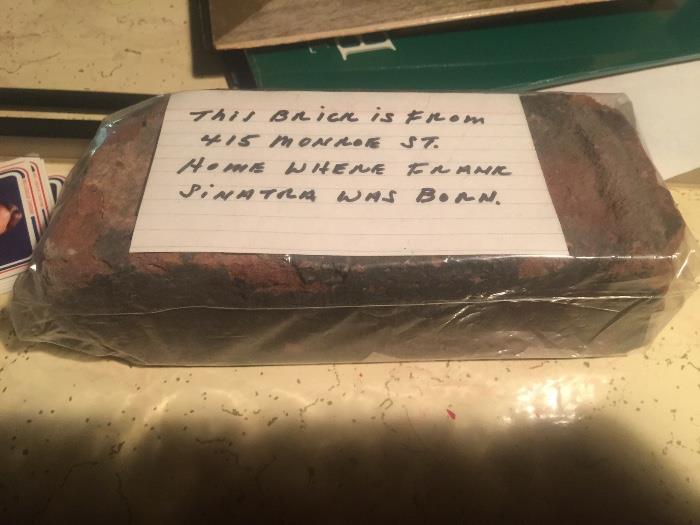 This BRICK is FROM
415 MONROE ST.
HOME WHERE FRANK
SINATRA WAS BORN.